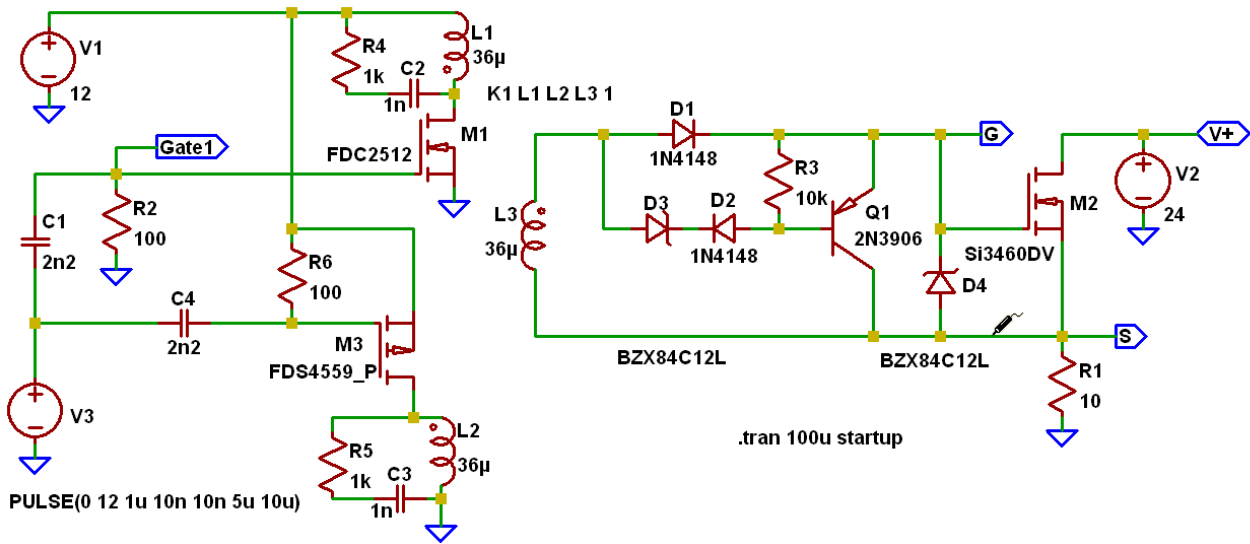 V1
12
R4
1k
C2
1n
L1
36µ
K1 L1 L2 L3 1
M1
FDC2512
Gate1
R2
100
C1
2n2
R6
100
C4
2n2
M3
FDS4559_P
V3
R5
1k
C3
1n
L2
36µ
PULSE(0 12 1u 10n 10n 5u 10u)
D1
1N4148
G
V+
R3
10k
V2
24
M2
Si3460DV
L3
36µ
D3
D2
1N4148
Q1
2N3906
D4
S
BZX84C12L
BZX84C12L
R1
10
.tran 100u startup